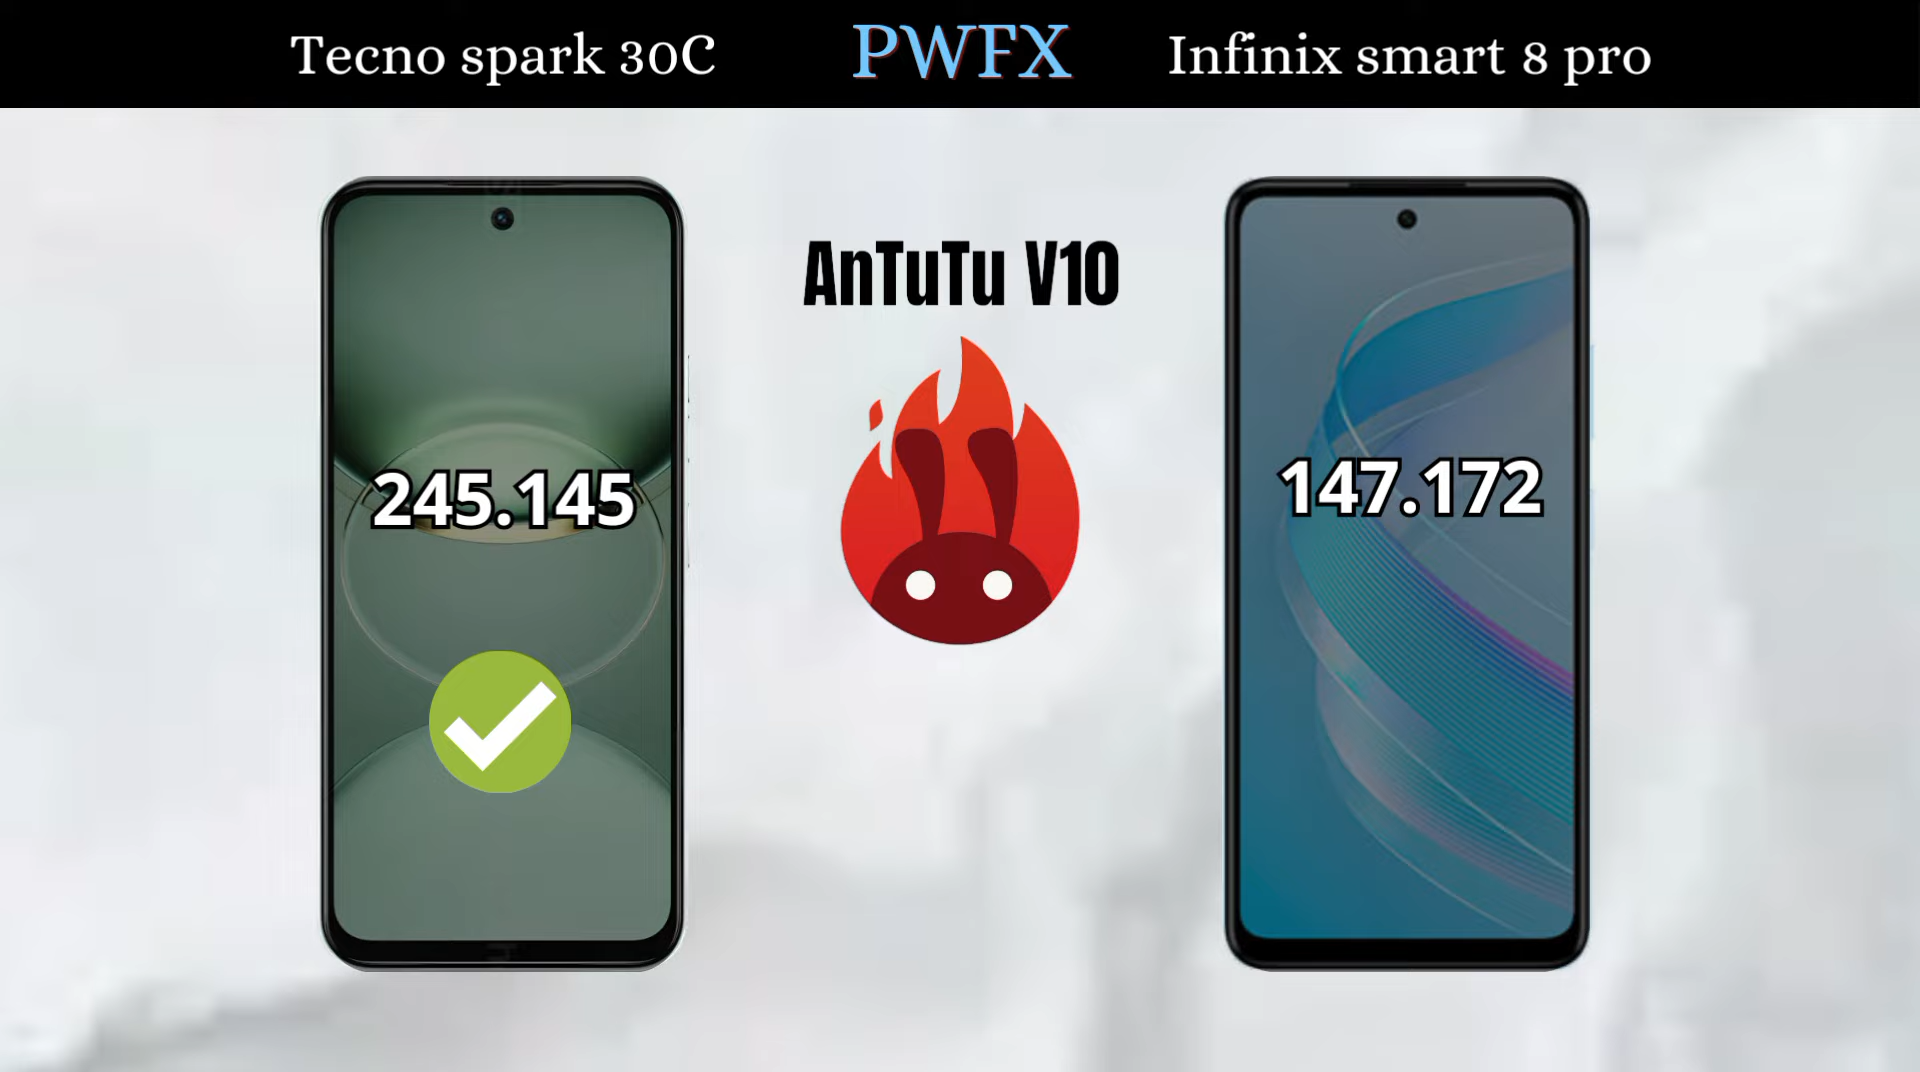 Tecno spark 30C
PWFX
Infinix smart 8 pro
AnTuTu V10
245.145
147.172